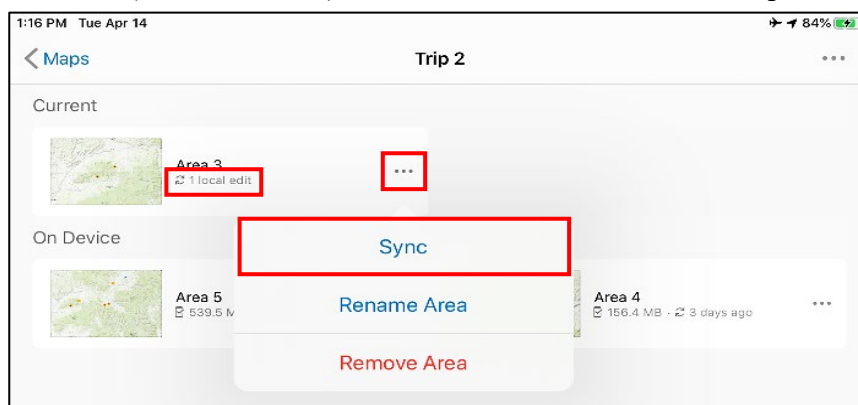 1:16 PM Tue Apr 14 84%
Maps Trip 2 •••
Current
Area 3 •••
1 local edit
On Device
Sync
Area 5 Rename Area Area 4 •••
539.5 M 156.4 MB · 3 days ago
Remove Area